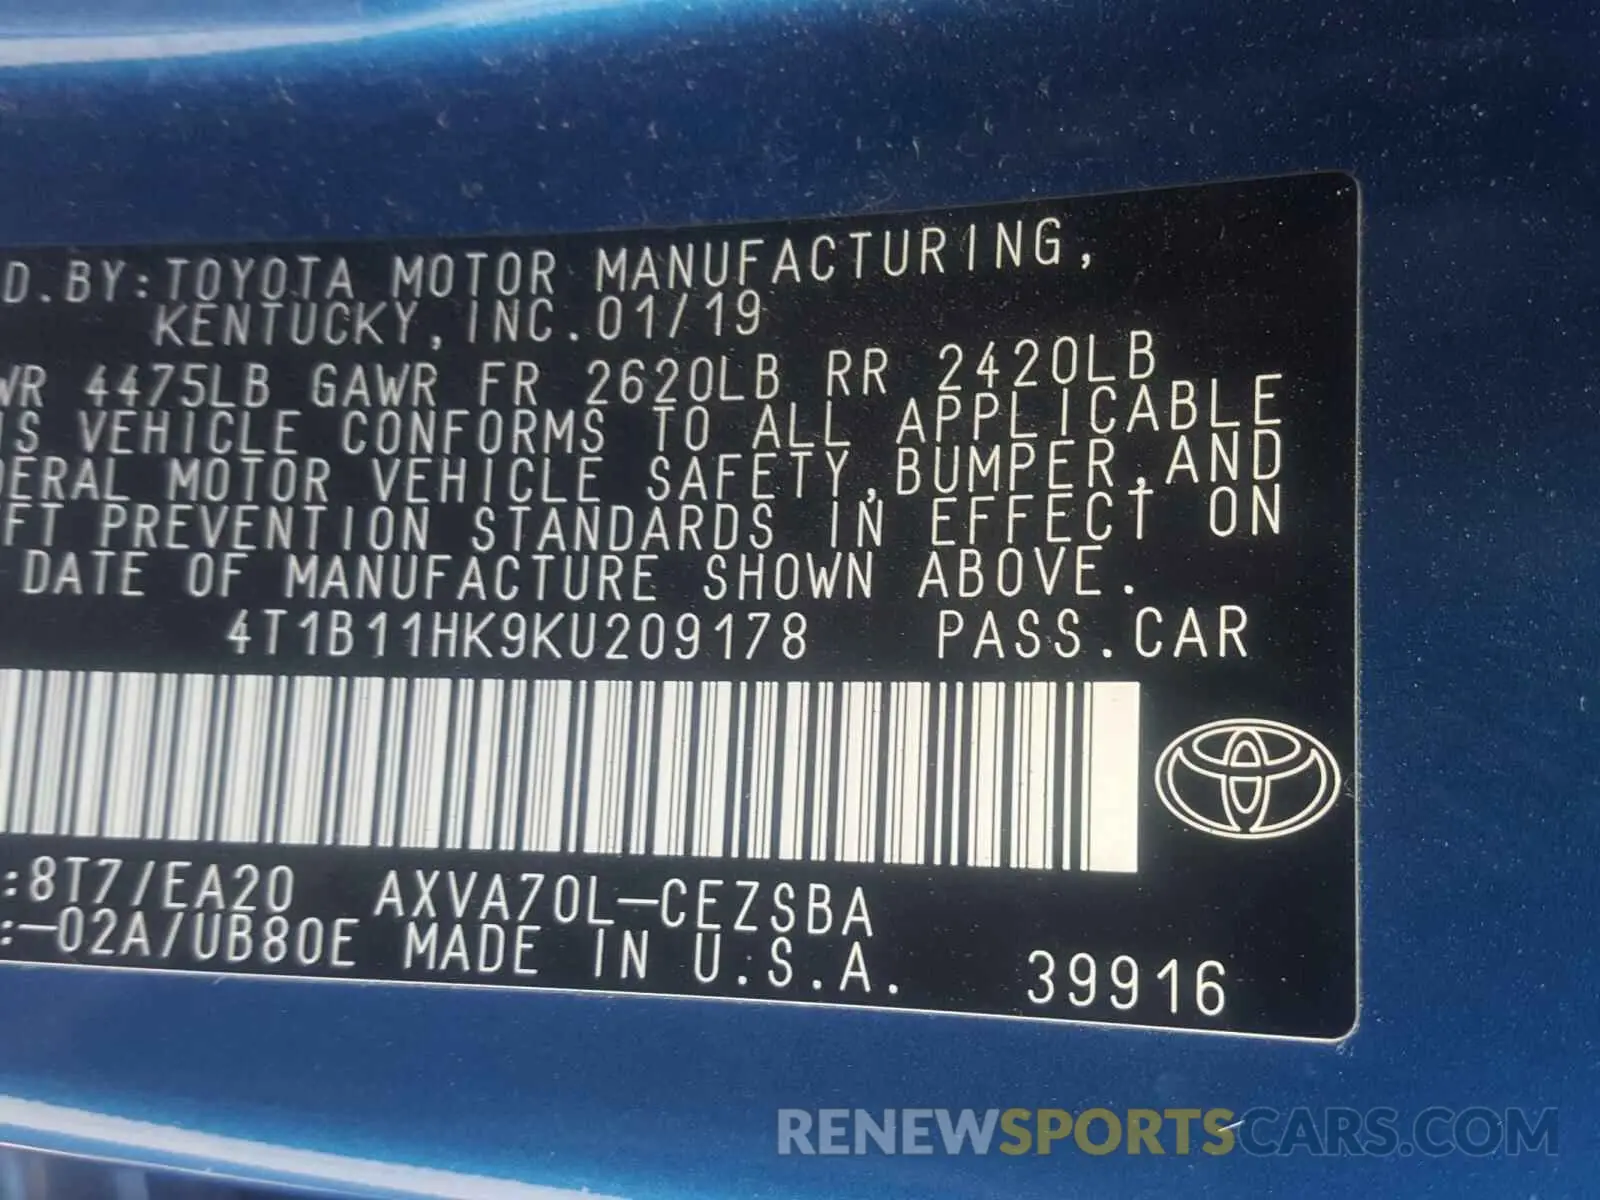 D. BY: TOYOTA MOTOR MANUFACTURING,
KENTUCKY, INC. 01/19
WR 4475LB GAWR FR 2620LB RR 2420LB
IS VEHICLE CONFORMS TO ALL APPLICABLE
DERAL MOTOR VEHICLE SAFETY, BUMPER, AND
FT PREVENTION STANDARDS IN EFFECT ON
DATE OF MANUFACTURE SHOWN ABOVE.
4T1B11HK9KU209178 PASS.CAR
:8T7/EA20 AXVA70L-CEZSBA
:-02A/UB80E MADE IN U.S.A. 39916
RENEWSPORTSCARS.COM